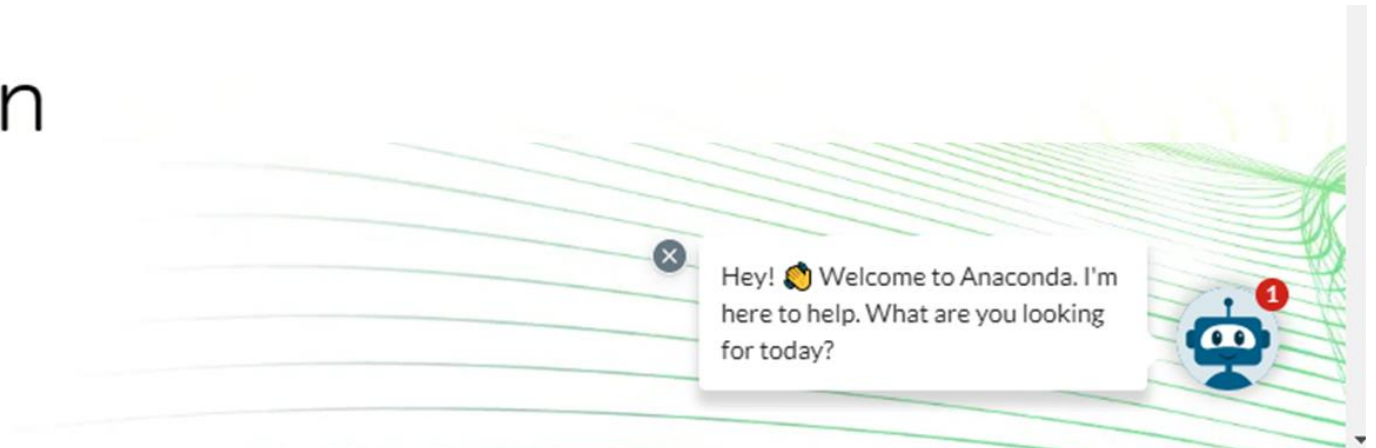 n
Hey! 👋 Welcome to Anaconda. I'm
here to help. What are you looking
for today?
1